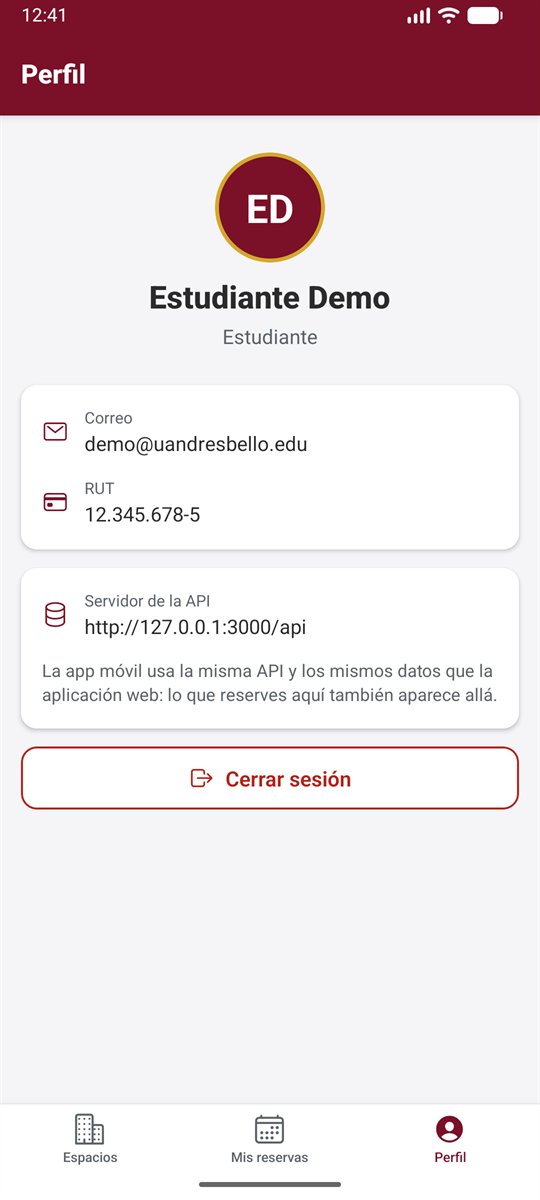 12:41
Perfil
ED
Estudiante Demo
Estudiante
Correo
demo@uandresbello.edu
RUT
12.345.678-5
Servidor de la API
http://127.0.0.1:3000/api
La app móvil usa la misma API y los mismos datos que la
aplicación web: lo que reserves aquí también aparece allá.
Cerrar sesión
Espacios
Mis reservas
Perfil